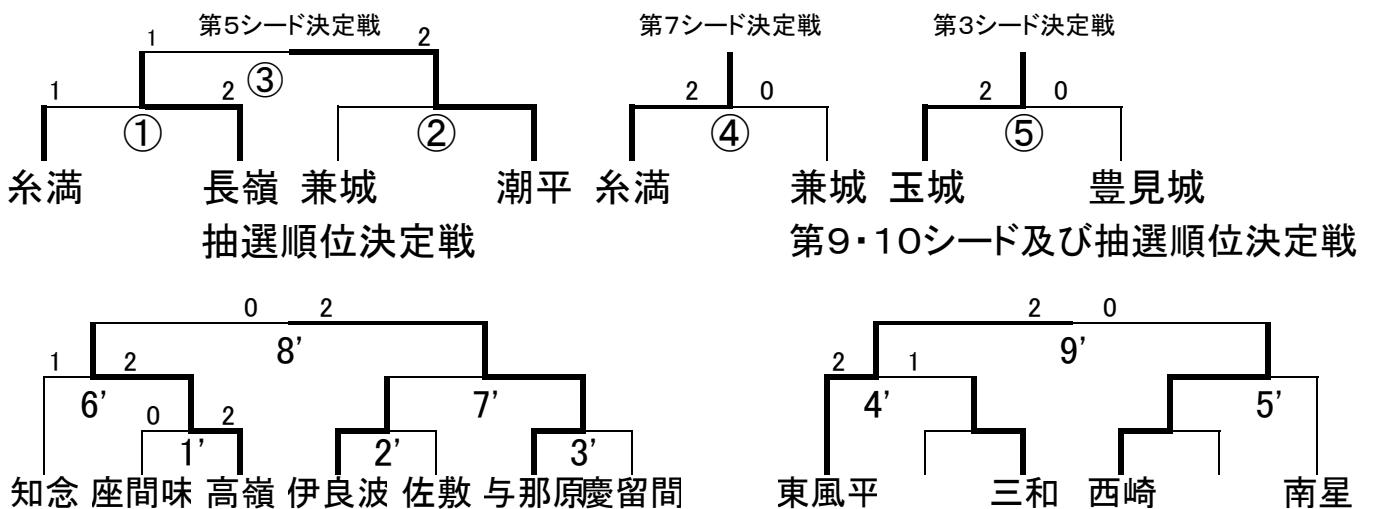 第5シード決定戦 第7シード決定戦 第3シード決定戦
1 2
③
1 2 2 0 2 0
① ② ④ ⑤
糸満 長嶺 兼城 潮平 糸満 兼城 玉城 豊見城
抽選順位決定戦 第9・10シード及び抽選順位決定戦
0 2 2 0
8’ 9’
1 2 2 1
6’ 7’ 4’ 5’
0 2
1’ 2’ 3’
知念 座間味 高嶺 伊良波 佐敷 与那原 慶留間 東風平 三和 西崎 南星